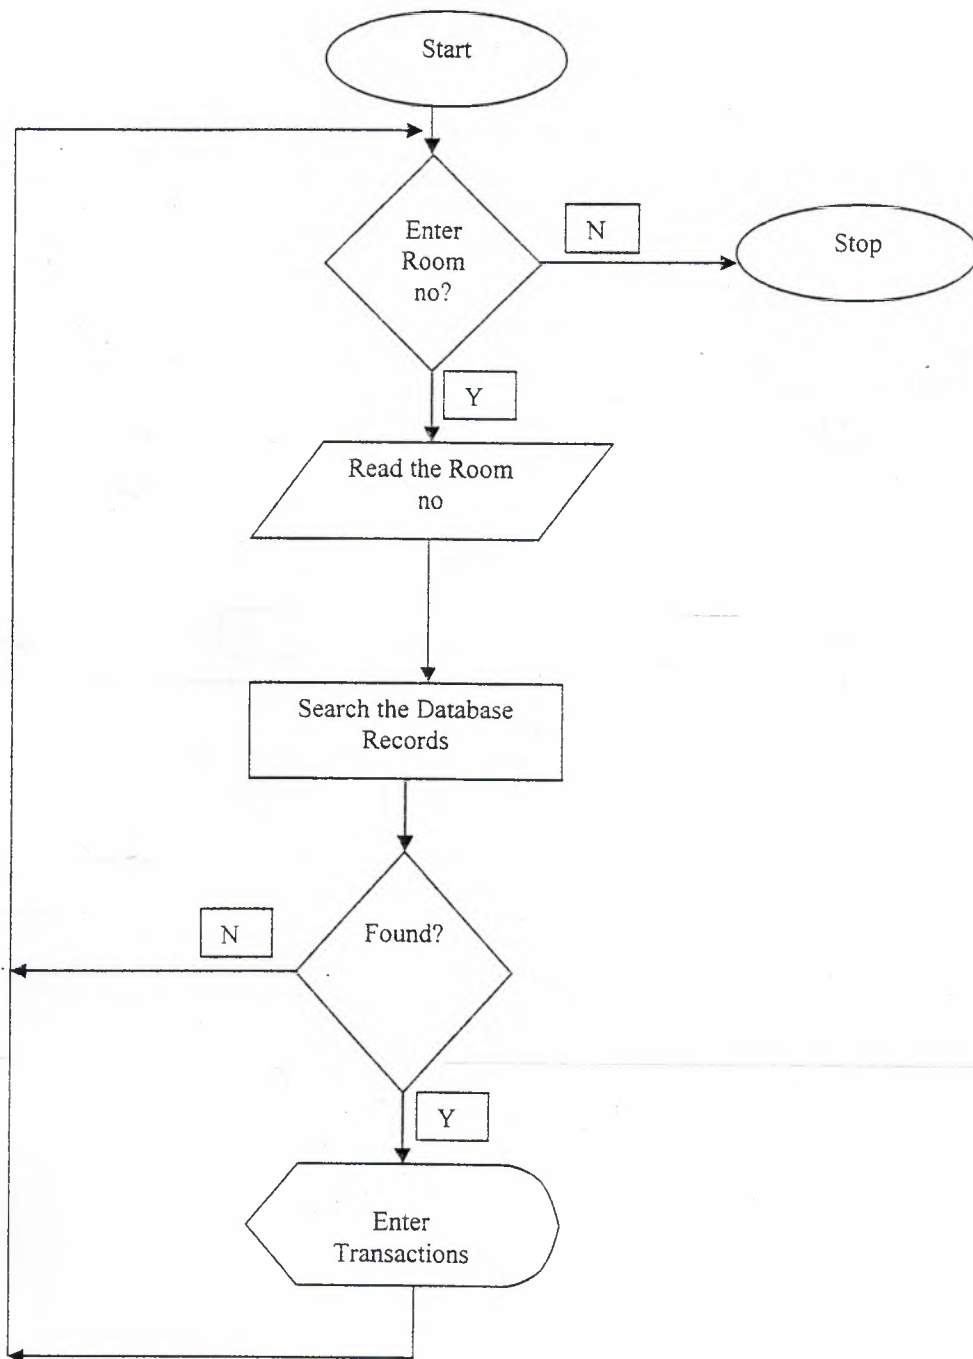 Start
Enter
Room
no?
N
Stop
Y
Read the Room
no
Search the Database
Records
Found?
N
Y
Enter
Transactions